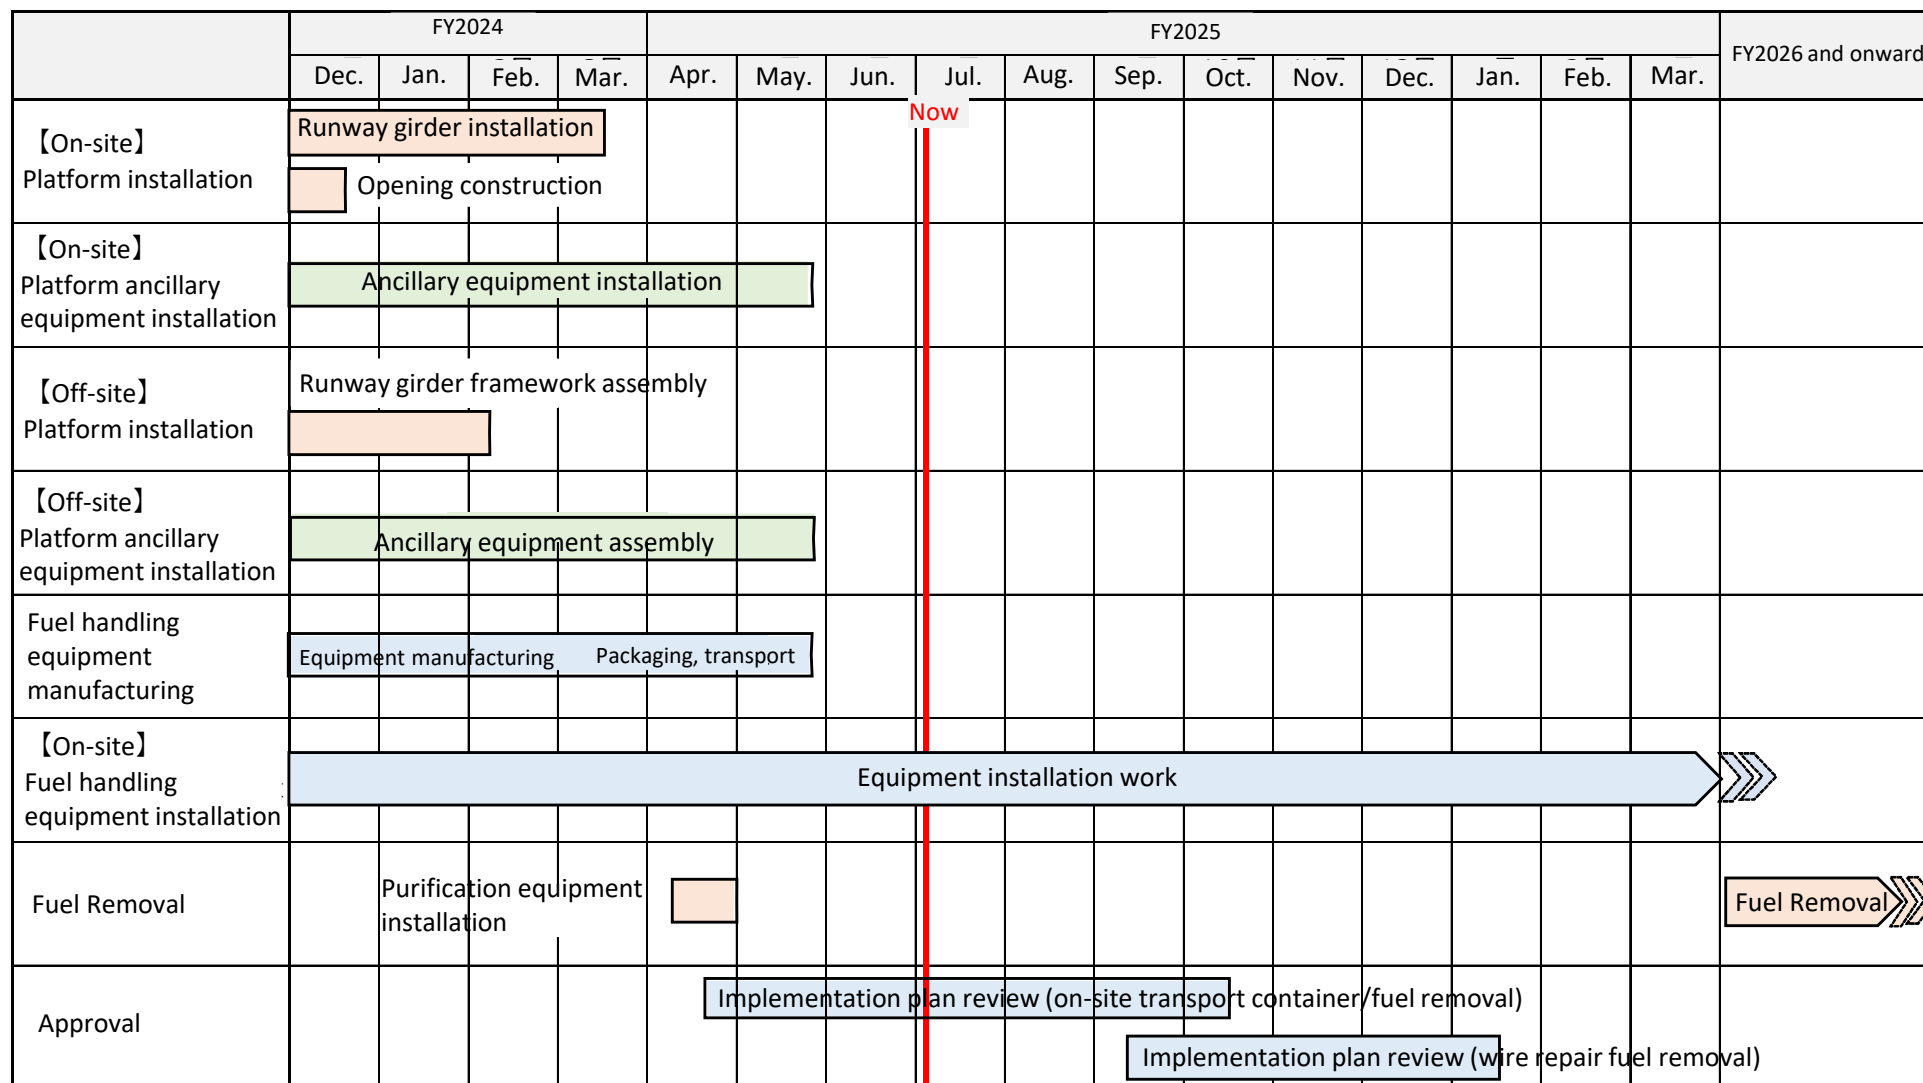 FY2024
FY2025
FY2026 and onward
Dec.
Jan.
Feb.
Mar.
Apr.
May.
Jun.
Jul.
Aug.
Sep.
Oct.
Nov.
Dec.
Jan.
Feb.
Mar.
Now
【On-site】
Platform installation
Runway girder installation
Opening construction
【On-site】
Platform ancillary
equipment installation
Ancillary equipment installation
【Off-site】
Platform installation
Runway girder framework assembly
【Off-site】
Platform ancillary
equipment installation
Ancillary equipment assembly
Fuel handling
equipment
manufacturing
Equipment manufacturing
Packaging, transport
【On-site】
Fuel handling
equipment installation
Equipment installation work
Fuel Removal
Purification equipment
installation
Fuel Removal
Approval
Implementation plan review (on-site transport container/fuel removal)
Implementation plan review (wire repair fuel removal)